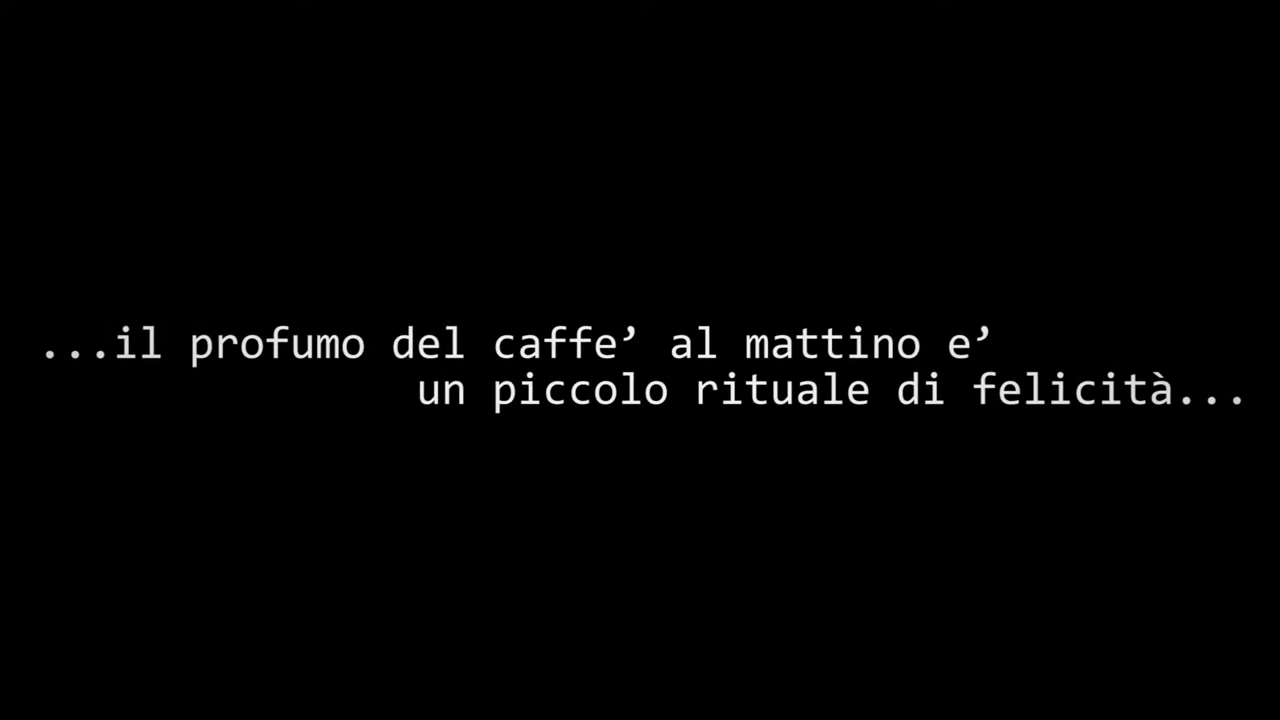 ...il profumo del caffe’ al mattino e’
un piccolo rituale di felicità...